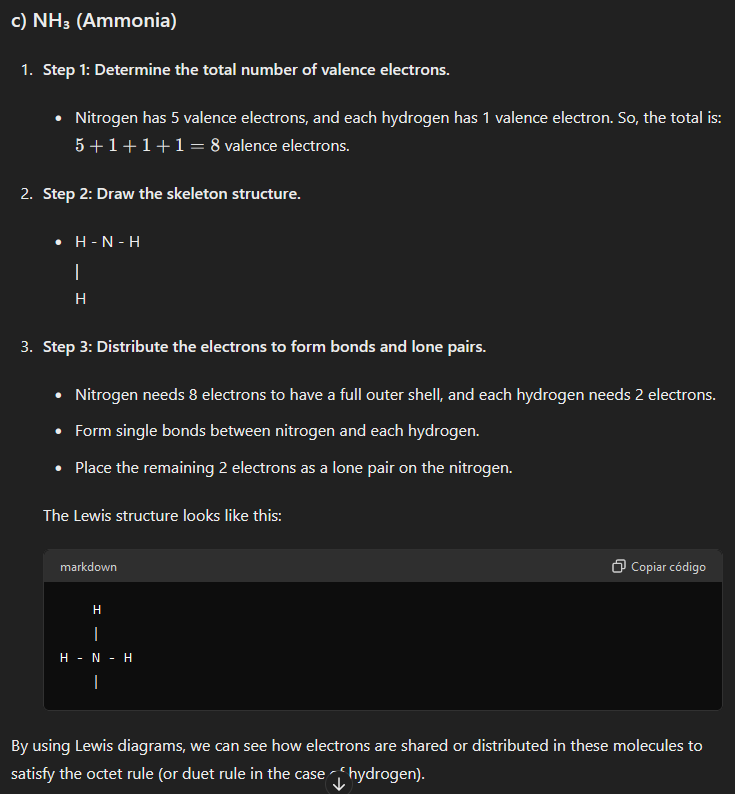 c) NH₃ (Ammonia)
1. Step 1: Determine the total number of valence electrons.
• Nitrogen has 5 valence electrons, and each hydrogen has 1 valence electron. So, the total is:
5 + 1 + 1 + 1 = 8 valence electrons.
2. Step 2: Draw the skeleton structure.
• H - N - H
|
H
3. Step 3: Distribute the electrons to form bonds and lone pairs.
• Nitrogen needs 8 electrons to have a full outer shell, and each hydrogen needs 2 electrons.
• Form single bonds between nitrogen and each hydrogen.
• Place the remaining 2 electrons as a lone pair on the nitrogen.
The Lewis structure looks like this:
markdown Copiar código
H
|
H - N - H
|
By using Lewis diagrams, we can see how electrons are shared or distributed in these molecules to
satisfy the octet rule (or duet rule in the case of hydrogen).